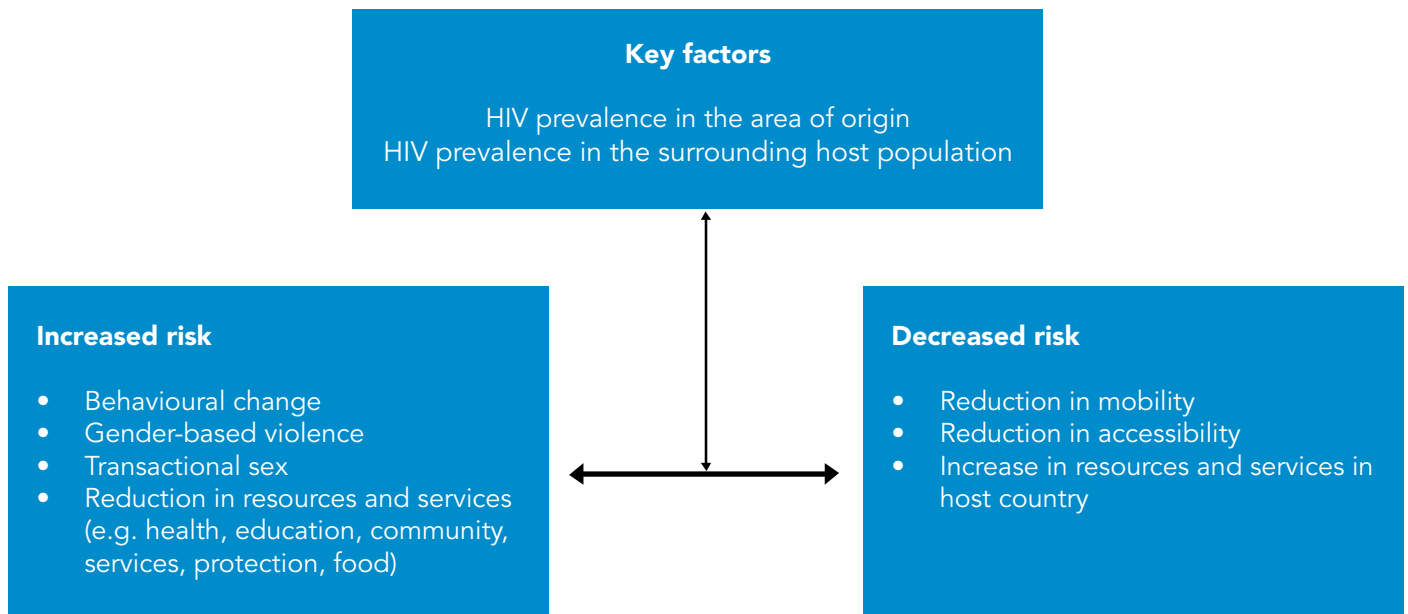 Key factors
HIV prevalence in the area of origin
HIV prevalence in the surrounding host population
Increased risk
• Behavioural change
• Gender-based violence
• Transactional sex
• Reduction in resources and services
(e.g. health, education, community,
services, protection, food)
Decreased risk
• Reduction in mobility
• Reduction in accessibility
• Increase in resources and services in
host country